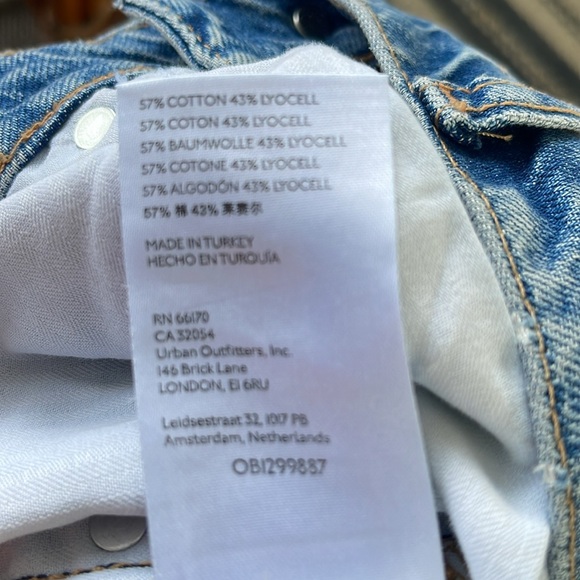 57% COTTON 43% LYOCELL
57% COTON 43% LYOCELL
57% BAUMWOLLE 43% LYOCELL
57% COTONE 43% LYOCELL
57% ALGODÓN 43% LYOCELL
57% 棉 43% 莱赛尔
MADE IN TURKEY
HECHO EN TURQUÍA
RN 66170
CA 32054
Urban Outfitters, Inc.
146 Brick Lane
LONDON, E1 6RU
Leidsestraat 32, 1017 PB
Amsterdam, Netherlands
OB1299887